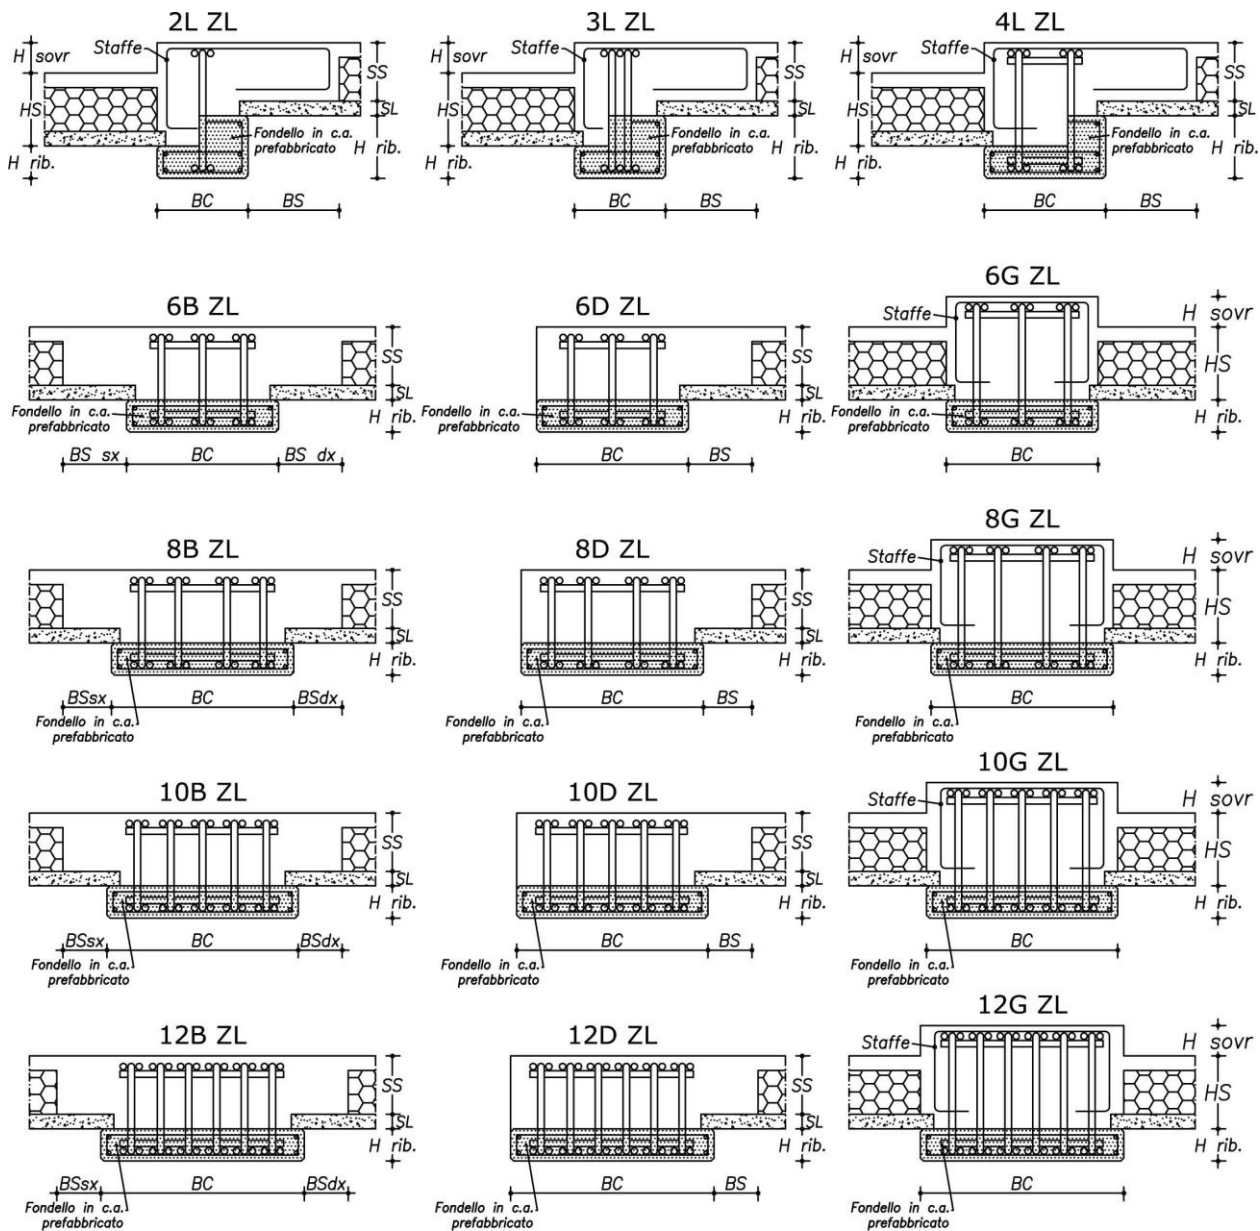 2L ZL
H sovr
Staffe
SS
HS
SL
Fondello in c.a.
prefabbricato
H rib.
H rib.
BC
BS
3L ZL
H sovr
Staffe
SS
HS
SL
Fondello in c.a.
prefabbricato
H rib.
H rib.
BC
BS
4L ZL
H sovr
Staffe
SS
HS
SL
Fondello in c.a.
prefabbricato
H rib.
H rib.
BC
BS
6B ZL
SS
SL
Fondello in c.a.
prefabbricato
H rib.
BS sx
BC
BS dx
6D ZL
SS
SL
Fondello in c.a.
prefabbricato
H rib.
BC
BS
6G ZL
Staffe
H sovr
HS
Fondello in c.a.
prefabbricato
H rib.
BC
8B ZL
SS
SL
H rib.
BSsx
BC
BSdx
Fondello in c.a.
prefabbricato
8D ZL
SS
SL
H rib.
BC
BS
Fondello in c.a.
prefabbricato
8G ZL
Staffe
H sovr
HS
H rib.
BC
Fondello in c.a.
prefabbricato
10B ZL
SS
SL
H rib.
BSsx
BC
BSdx
Fondello in c.a.
prefabbricato
10D ZL
SS
SL
H rib.
BC
BS
Fondello in c.a.
prefabbricato
10G ZL
Staffe
H sovr
HS
H rib.
BC
Fondello in c.a.
prefabbricato
12B ZL
SS
SL
H rib.
BSsx
BC
BSdx
Fondello in c.a.
prefabbricato
12D ZL
SS
SL
H rib.
BC
BS
Fondello in c.a.
prefabbricato
12G ZL
Staffe
H sovr
HS
H rib.
BC
Fondello in c.a.
prefabbricato